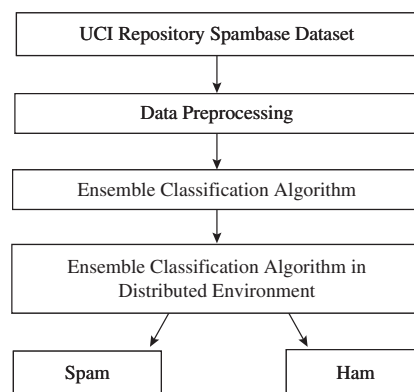 UCI Repository Spambase Dataset
Data Preprocessing
Ensemble Classification Algorithm
Ensemble Classification Algorithm in
Distributed Environment
Spam
Ham